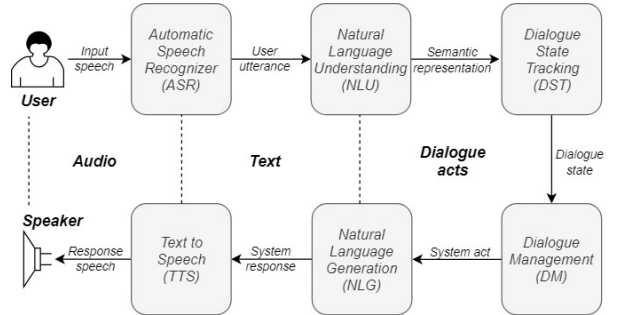 Input
speech
Automatic
Speech
Recognizer
(ASR)
User
utterance
Natural
Language
Understanding
(NLU)
Semantic
representation
Dialogue
State
Tracking
(DST)
User
Audio
Text
Dialogue
acts
Dialogue
state
Speaker
Response
speech
Text to
Speech
(TTS)
System
response
Natural
Language
Generation
(NLG)
System act
Dialogue
Management
(DM)